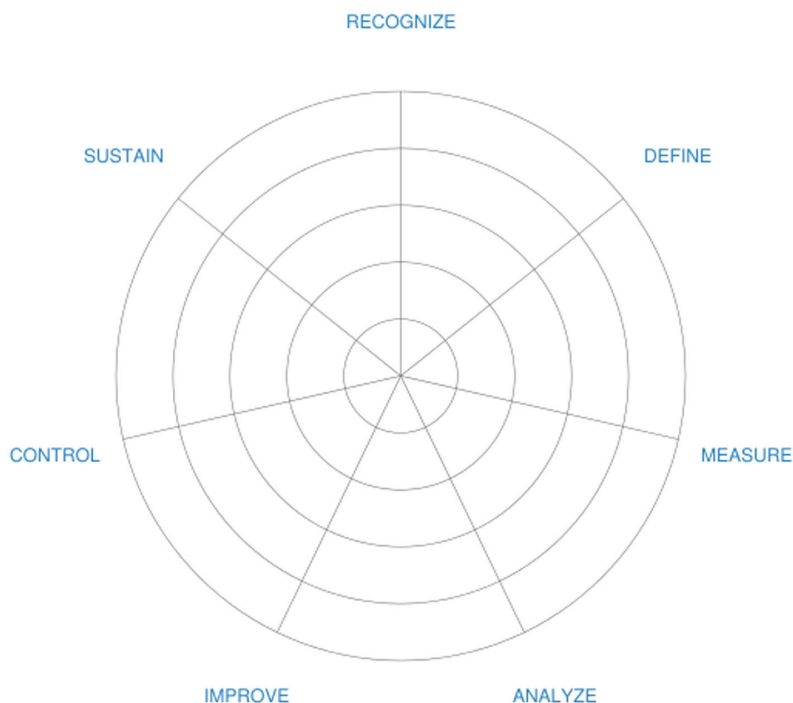 RECOGNIZE
SUSTAIN
DEFINE
CONTROL
MEASURE
IMPROVE
ANALYZE